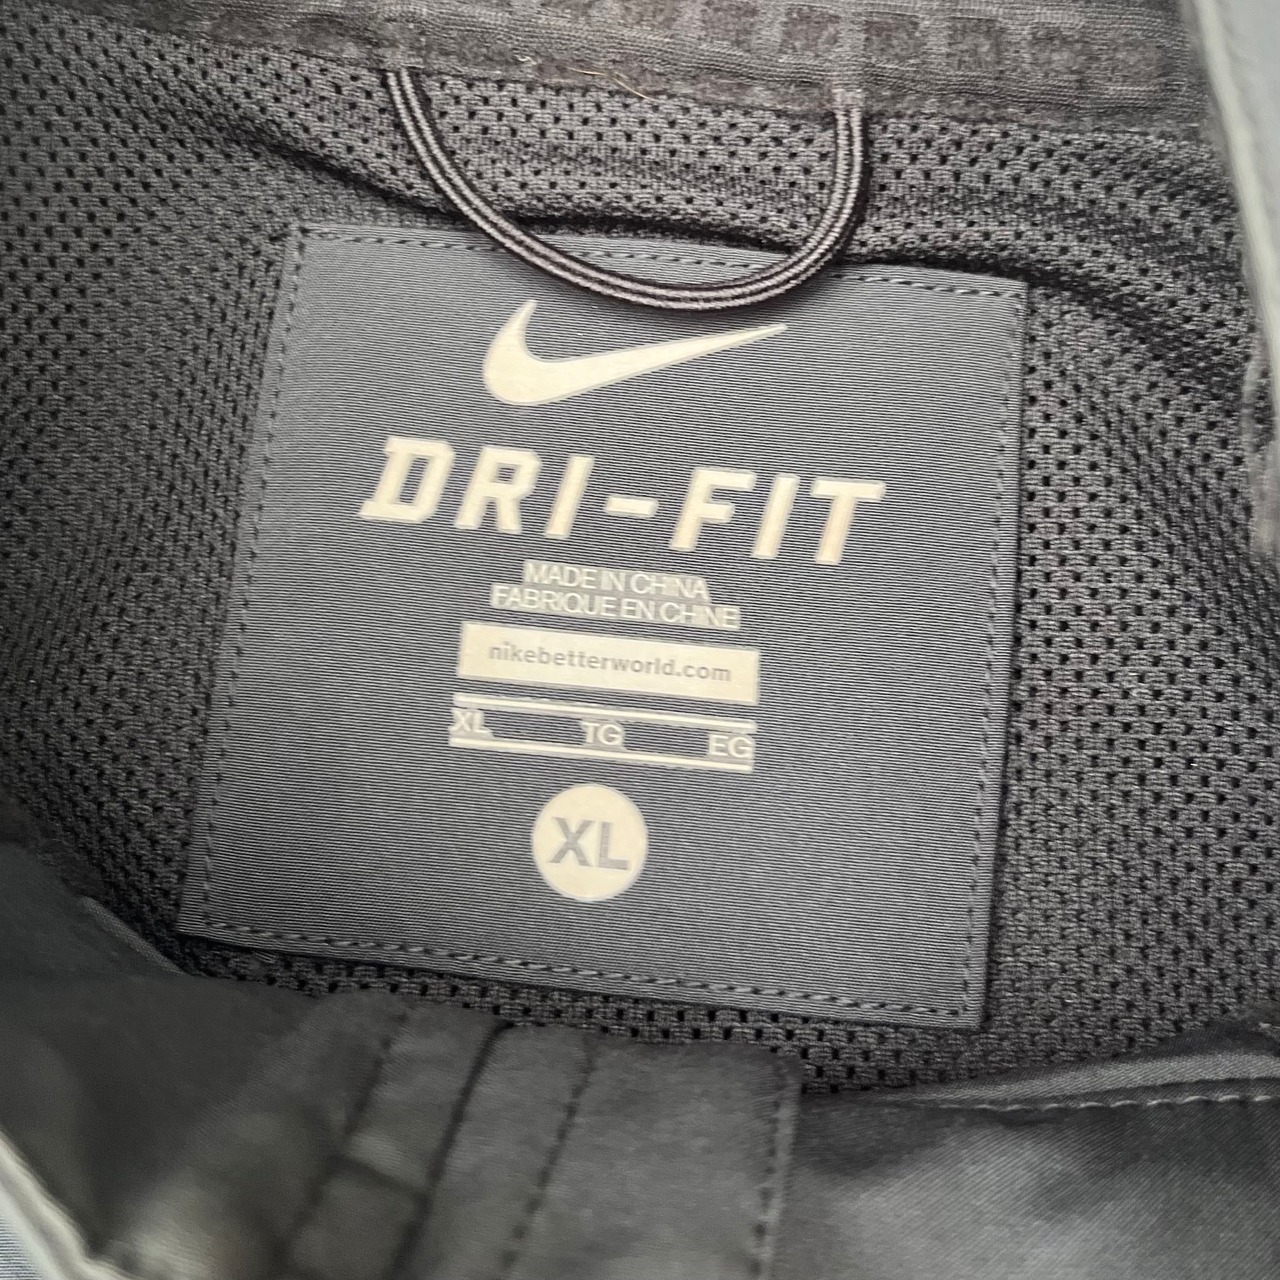 DRI-FIT
MADE IN CHINA
FABRIQUE EN CHINE
nikebetterworld.com
XL TG EG
XL